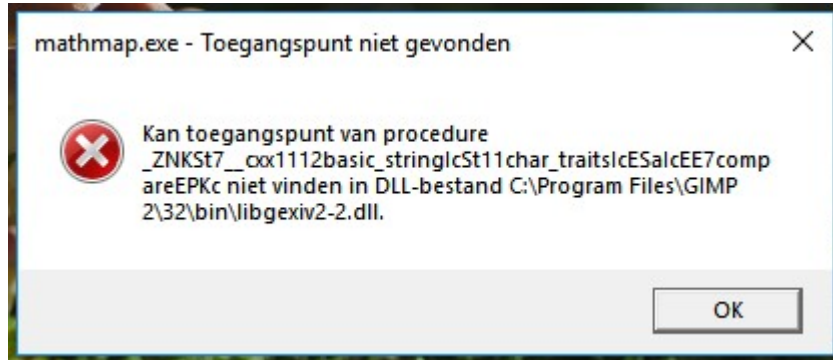 mathmap.exe - Toegangspunt niet gevonden
Kan toegangspunt van procedure
_ZNKSt7__cxx1112basic_stringIcSt11char_traitsIcESaIcEE7comp
areEPKc niet vinden in DLL-bestand C:\Program Files\GIMP
2\32\bin\libgexiv2-2.dll.
OK